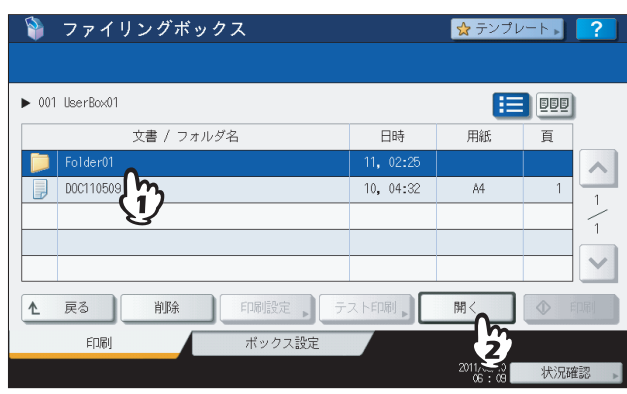 ファイリングボックス
テンプレート
?
001 UserBox01
文書 / フォルダ名 日時 用紙 頁
Folder01 11, 02:25
DOC110509 10, 04:32 A4 1
1
1
1
戻る 削除 印刷設定 テスト印刷 開く 印刷
2
印刷 ボックス設定
06 : 09
状況確認